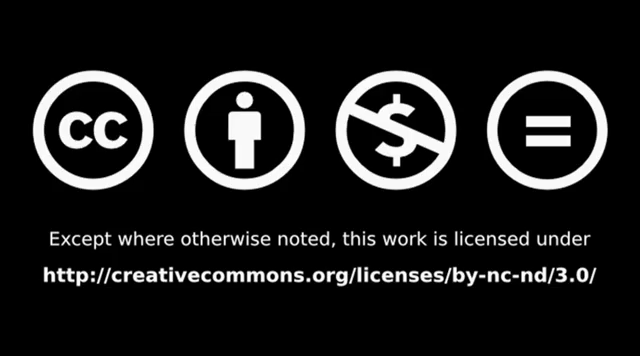 cc
$
=
Except where otherwise noted, this work is licensed under
http://creativecommons.org/licenses/by-nc-nd/3.0/